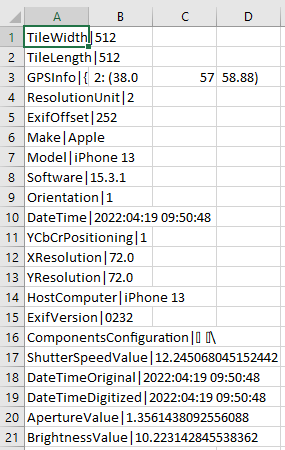 A B C D
1 TileWidth|512
2 TileLength|512
3 GPSInfo|{ 2: (38.0 57 58.88)
4 ResolutionUnit|2
5 ExifOffset|252
6 Make|Apple
7 Model|iPhone 13
8 Software|15.3.1
9 Orientation|1
10 DateTime|2022:04:19 09:50:48
11 YCbCrPositioning|1
12 XResolution|72.0
13 YResolution|72.0
14 HostComputer|iPhone 13
15 ExifVersion|0232
16 ComponentsConfiguration|
17 ShutterSpeedValue|12.245068045152442
18 DateTimeOriginal|2022:04:19 09:50:48
19 DateTimeDigitized|2022:04:19 09:50:48
20 ApertureValue|1.3561438092556088
21 BrightnessValue|10.223142845538362